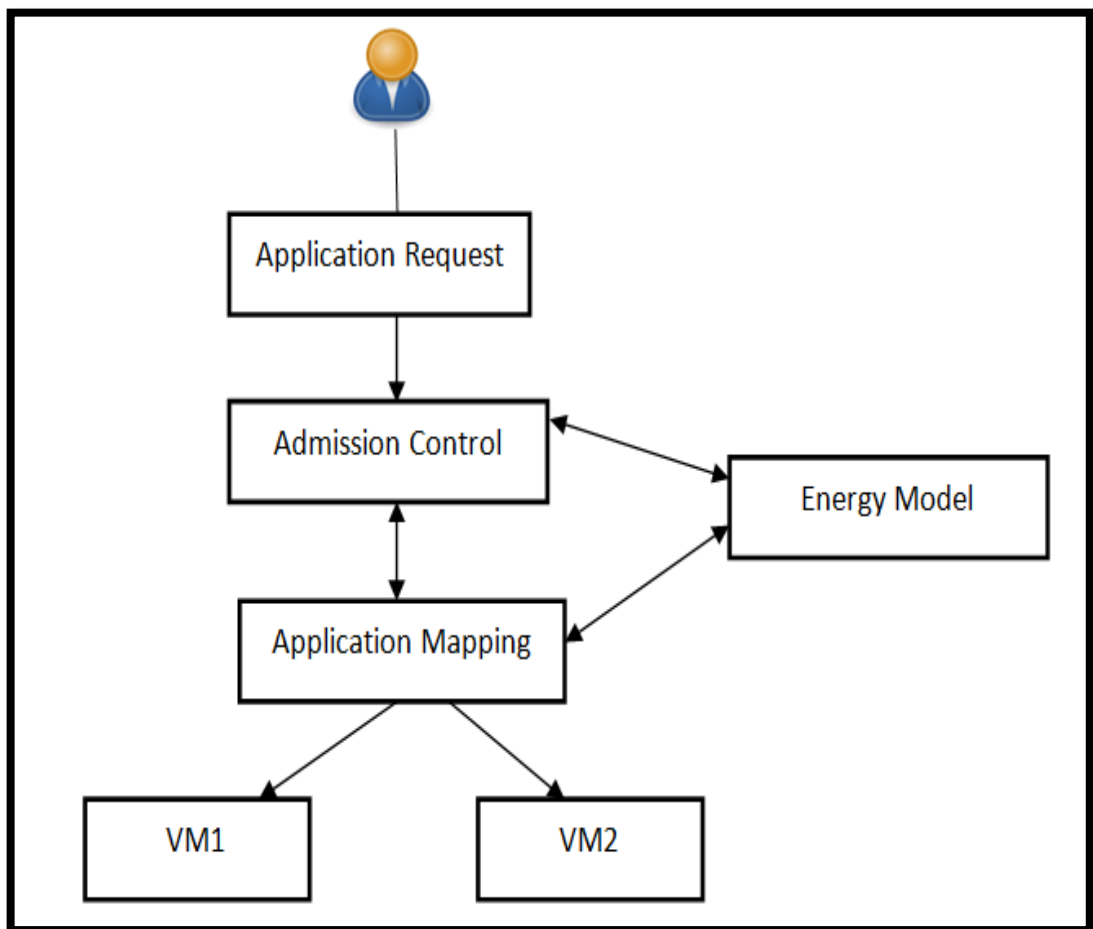 Application Request
Admission Control
Energy Model
Application Mapping
VM1
VM2